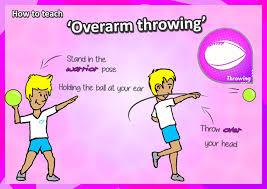 How to teach
'Overarm throwing'
Throwing
Stand in the
warrior pose
Holding the ball at your ear
Throw over
your head